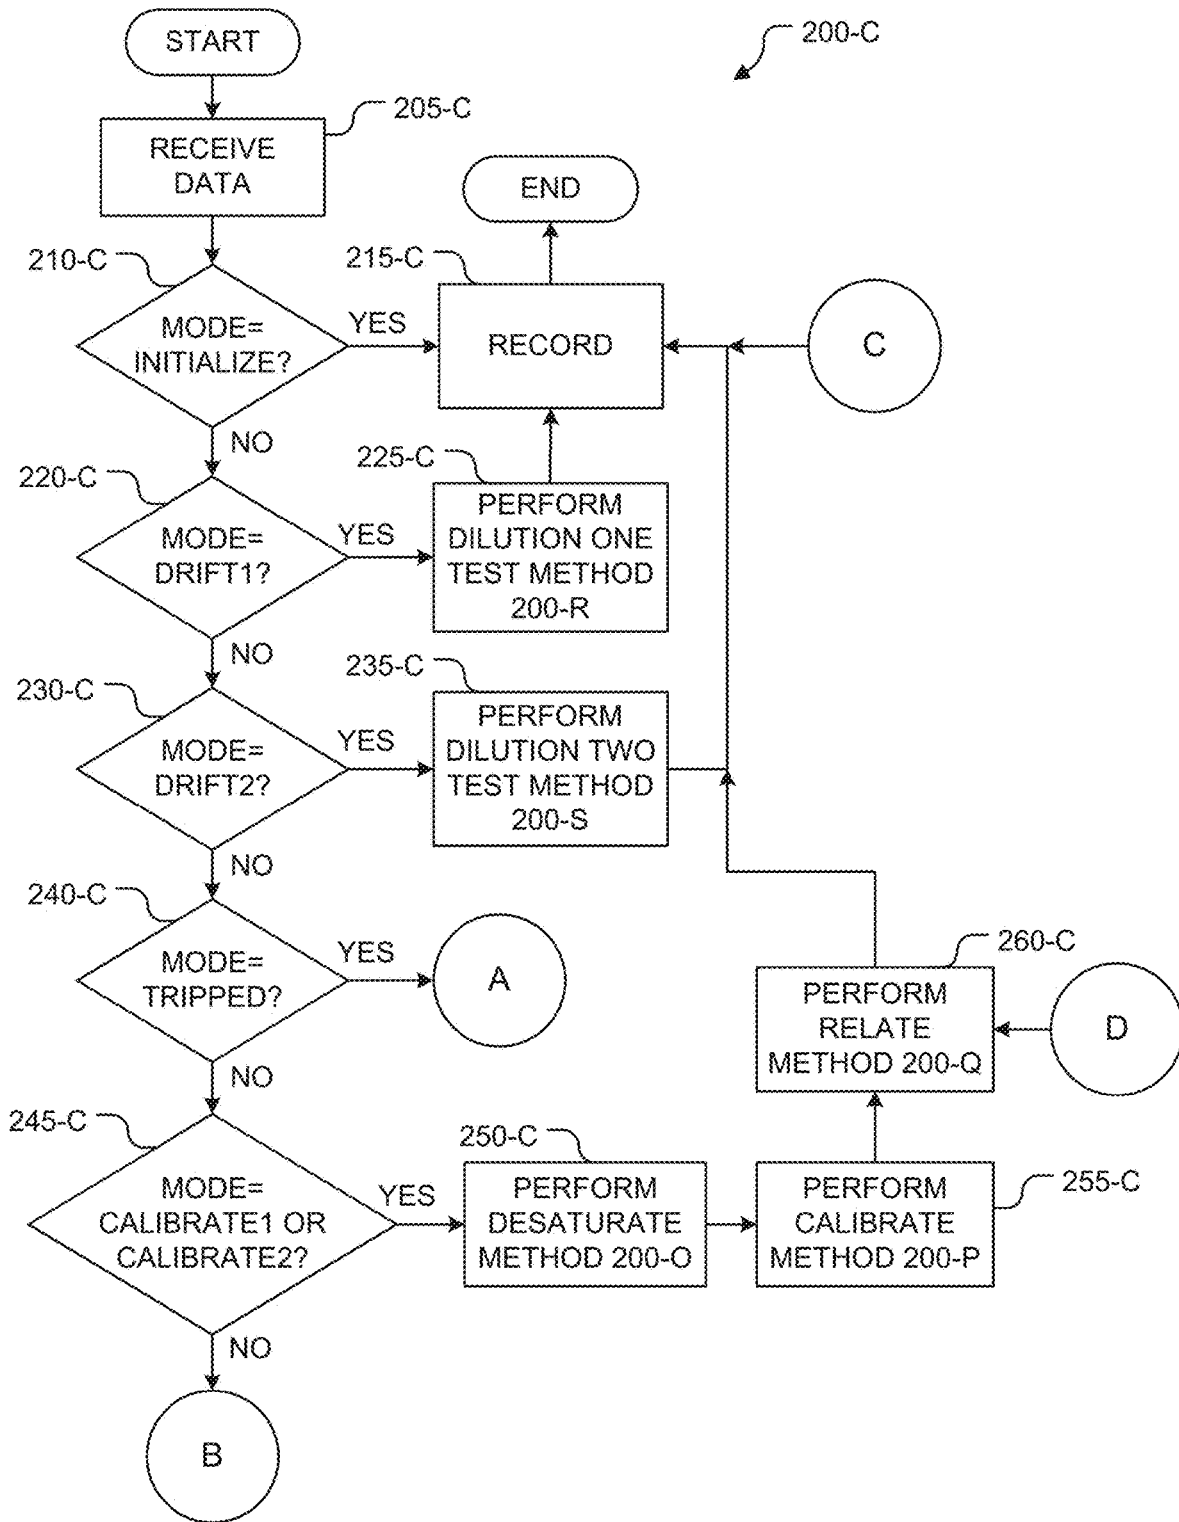 START
200-C
205-C
RECEIVE
DATA
END
210-C
215-C
MODE=
INITIALIZE?
YES
RECORD
C
NO
220-C
225-C
MODE=
DRIFT1?
YES
PERFORM
DILUTION ONE
TEST METHOD
200-R
NO
230-C
235-C
MODE=
DRIFT2?
YES
PERFORM
DILUTION TWO
TEST METHOD
200-S
NO
240-C
MODE=
TRIPPED?
YES
A
260-C
PERFORM
RELATE
METHOD 200-Q
D
NO
245-C
MODE=
CALIBRATE1 OR
CALIBRATE2?
YES
250-C
PERFORM
DESATURATE
METHOD 200-O
PERFORM
CALIBRATE
METHOD 200-P
255-C
NO
B